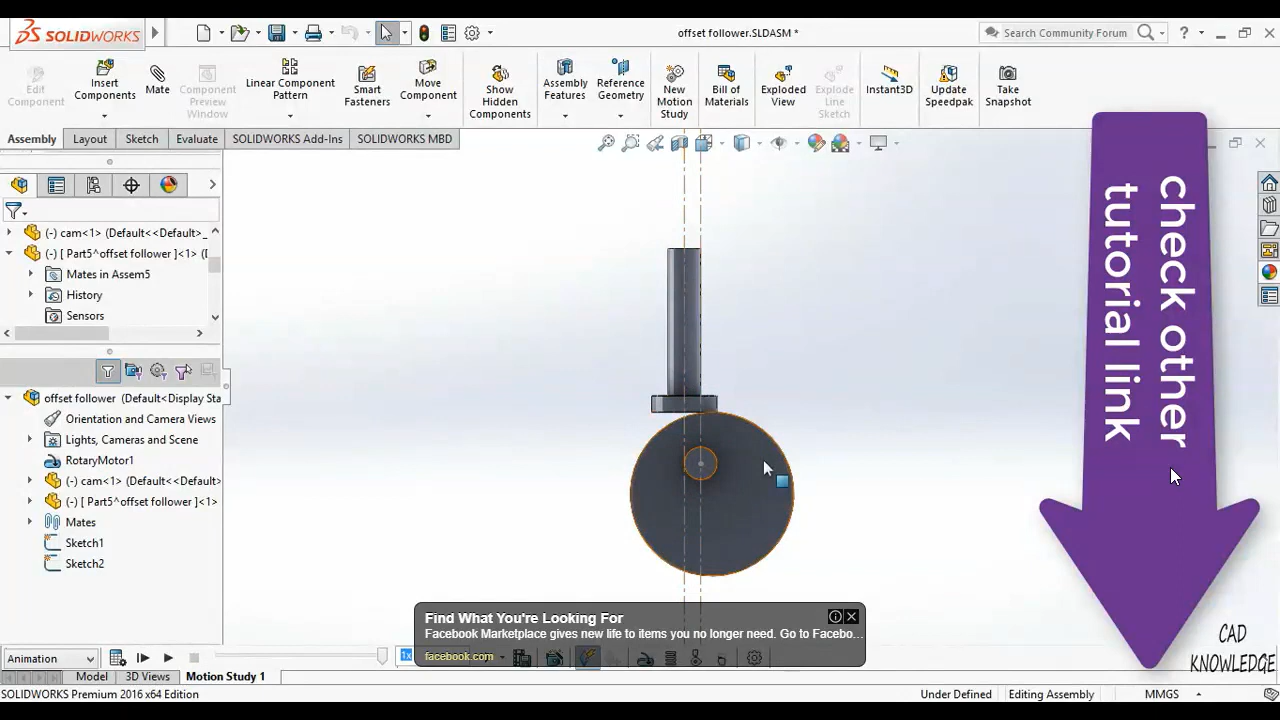 SOLIDWORKS
offset follower.SLDASM *
Search Community Forum
?
Edit Component
Insert Components
Mate
Component Preview Window
Linear Component Pattern
Smart Fasteners
Move Component
Show Hidden Components
Assembly Features
Reference Geometry
New Motion Study
Bill of Materials
Exploded View
Explode Line Sketch
Instant3D
Update Speedpak
Take Snapshot
Assembly
Layout
Sketch
Evaluate
SOLIDWORKS Add-Ins
SOLIDWORKS MBD
(-) cam<1> (Default<<Default>_
(-) [ Part5^offset follower ]<1> (D
Mates in Assem5
History
Sensors
offset follower (Default<Display Sta
Orientation and Camera Views
Lights, Cameras and Scene
RotaryMotor1
(-) cam<1> (Default<<Default>
(-) [ Part5^offset follower ]<1>
Mates
Sketch1
Sketch2
check other
tutorial link
Find What You're Looking For
Facebook Marketplace gives new life to items you no longer need. Go to Facebo...
facebook.com
CAD
KNOWLEDGE
Animation
1x
Model
3D Views
Motion Study 1
SOLIDWORKS Premium 2016 x64 Edition
Under Defined
Editing Assembly
MMGS